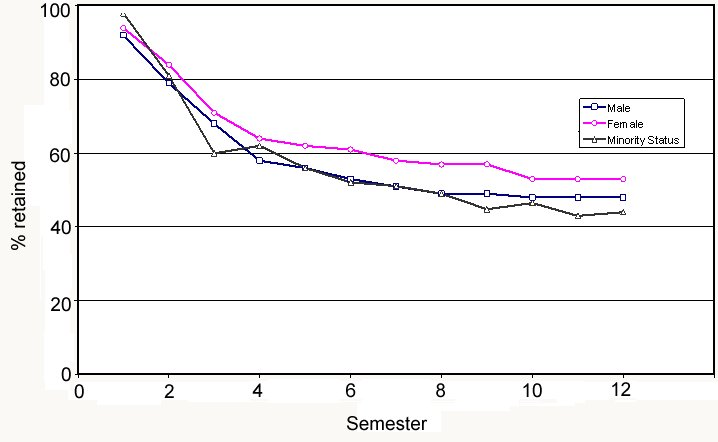 100
80
60
40
20
0
% retained
Male
Female
Minority Status
0 2 4 6 8 10 12
Semester